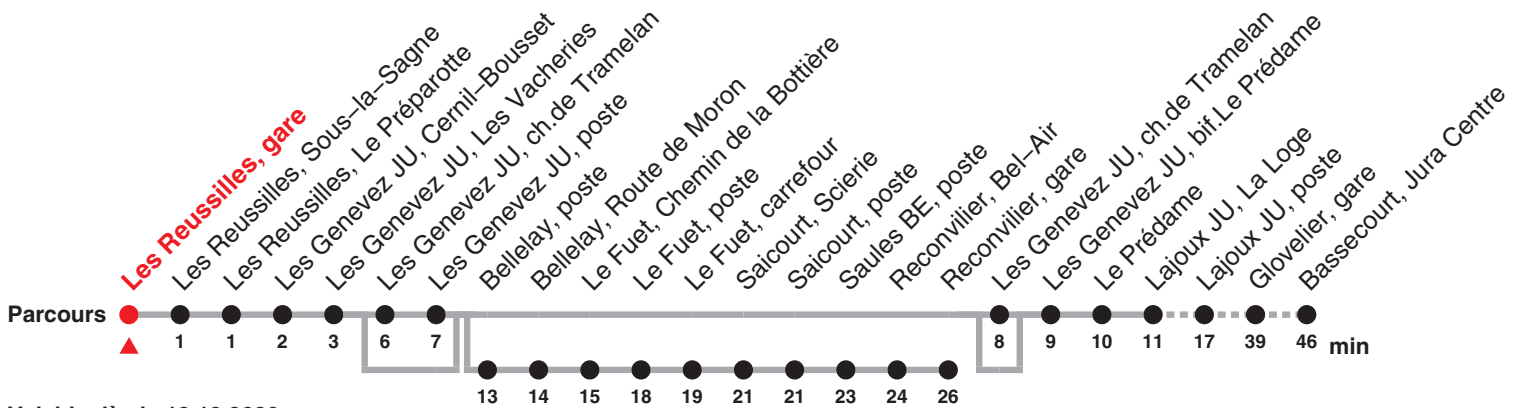 Les Reussilles, gare
Les Reussilles, Sous–la–Sagne
Les Reussilles, Le Préparotte
Les Genevez JU, Cernil–Bousset
Les Genevez JU, Les Vacheries
Les Genevez JU, ch.de Tramelan
Les Genevez JU, poste
Bellelay, poste
Bellelay, Route de Moron
Le Fuet, Chemin de la Bottière
Le Fuet, poste
Le Fuet, carrefour
Saicourt, Scierie
Saicourt, poste
Saules BE, poste
Reconvilier, Bel–Air
Reconvilier, gare
Les Genevez JU, ch.de Tramelan
Les Genevez JU, bif.Le Prédame
Le Prédame
Lajoux JU, La Loge
Lajoux JU, poste
Glovelier, gare
Bassecourt, Jura Centre
Parcours
1 1 2 3 6 7 8 9 10 11 17 39 46 min
13 14 15 18 19 21 21 23 24 26